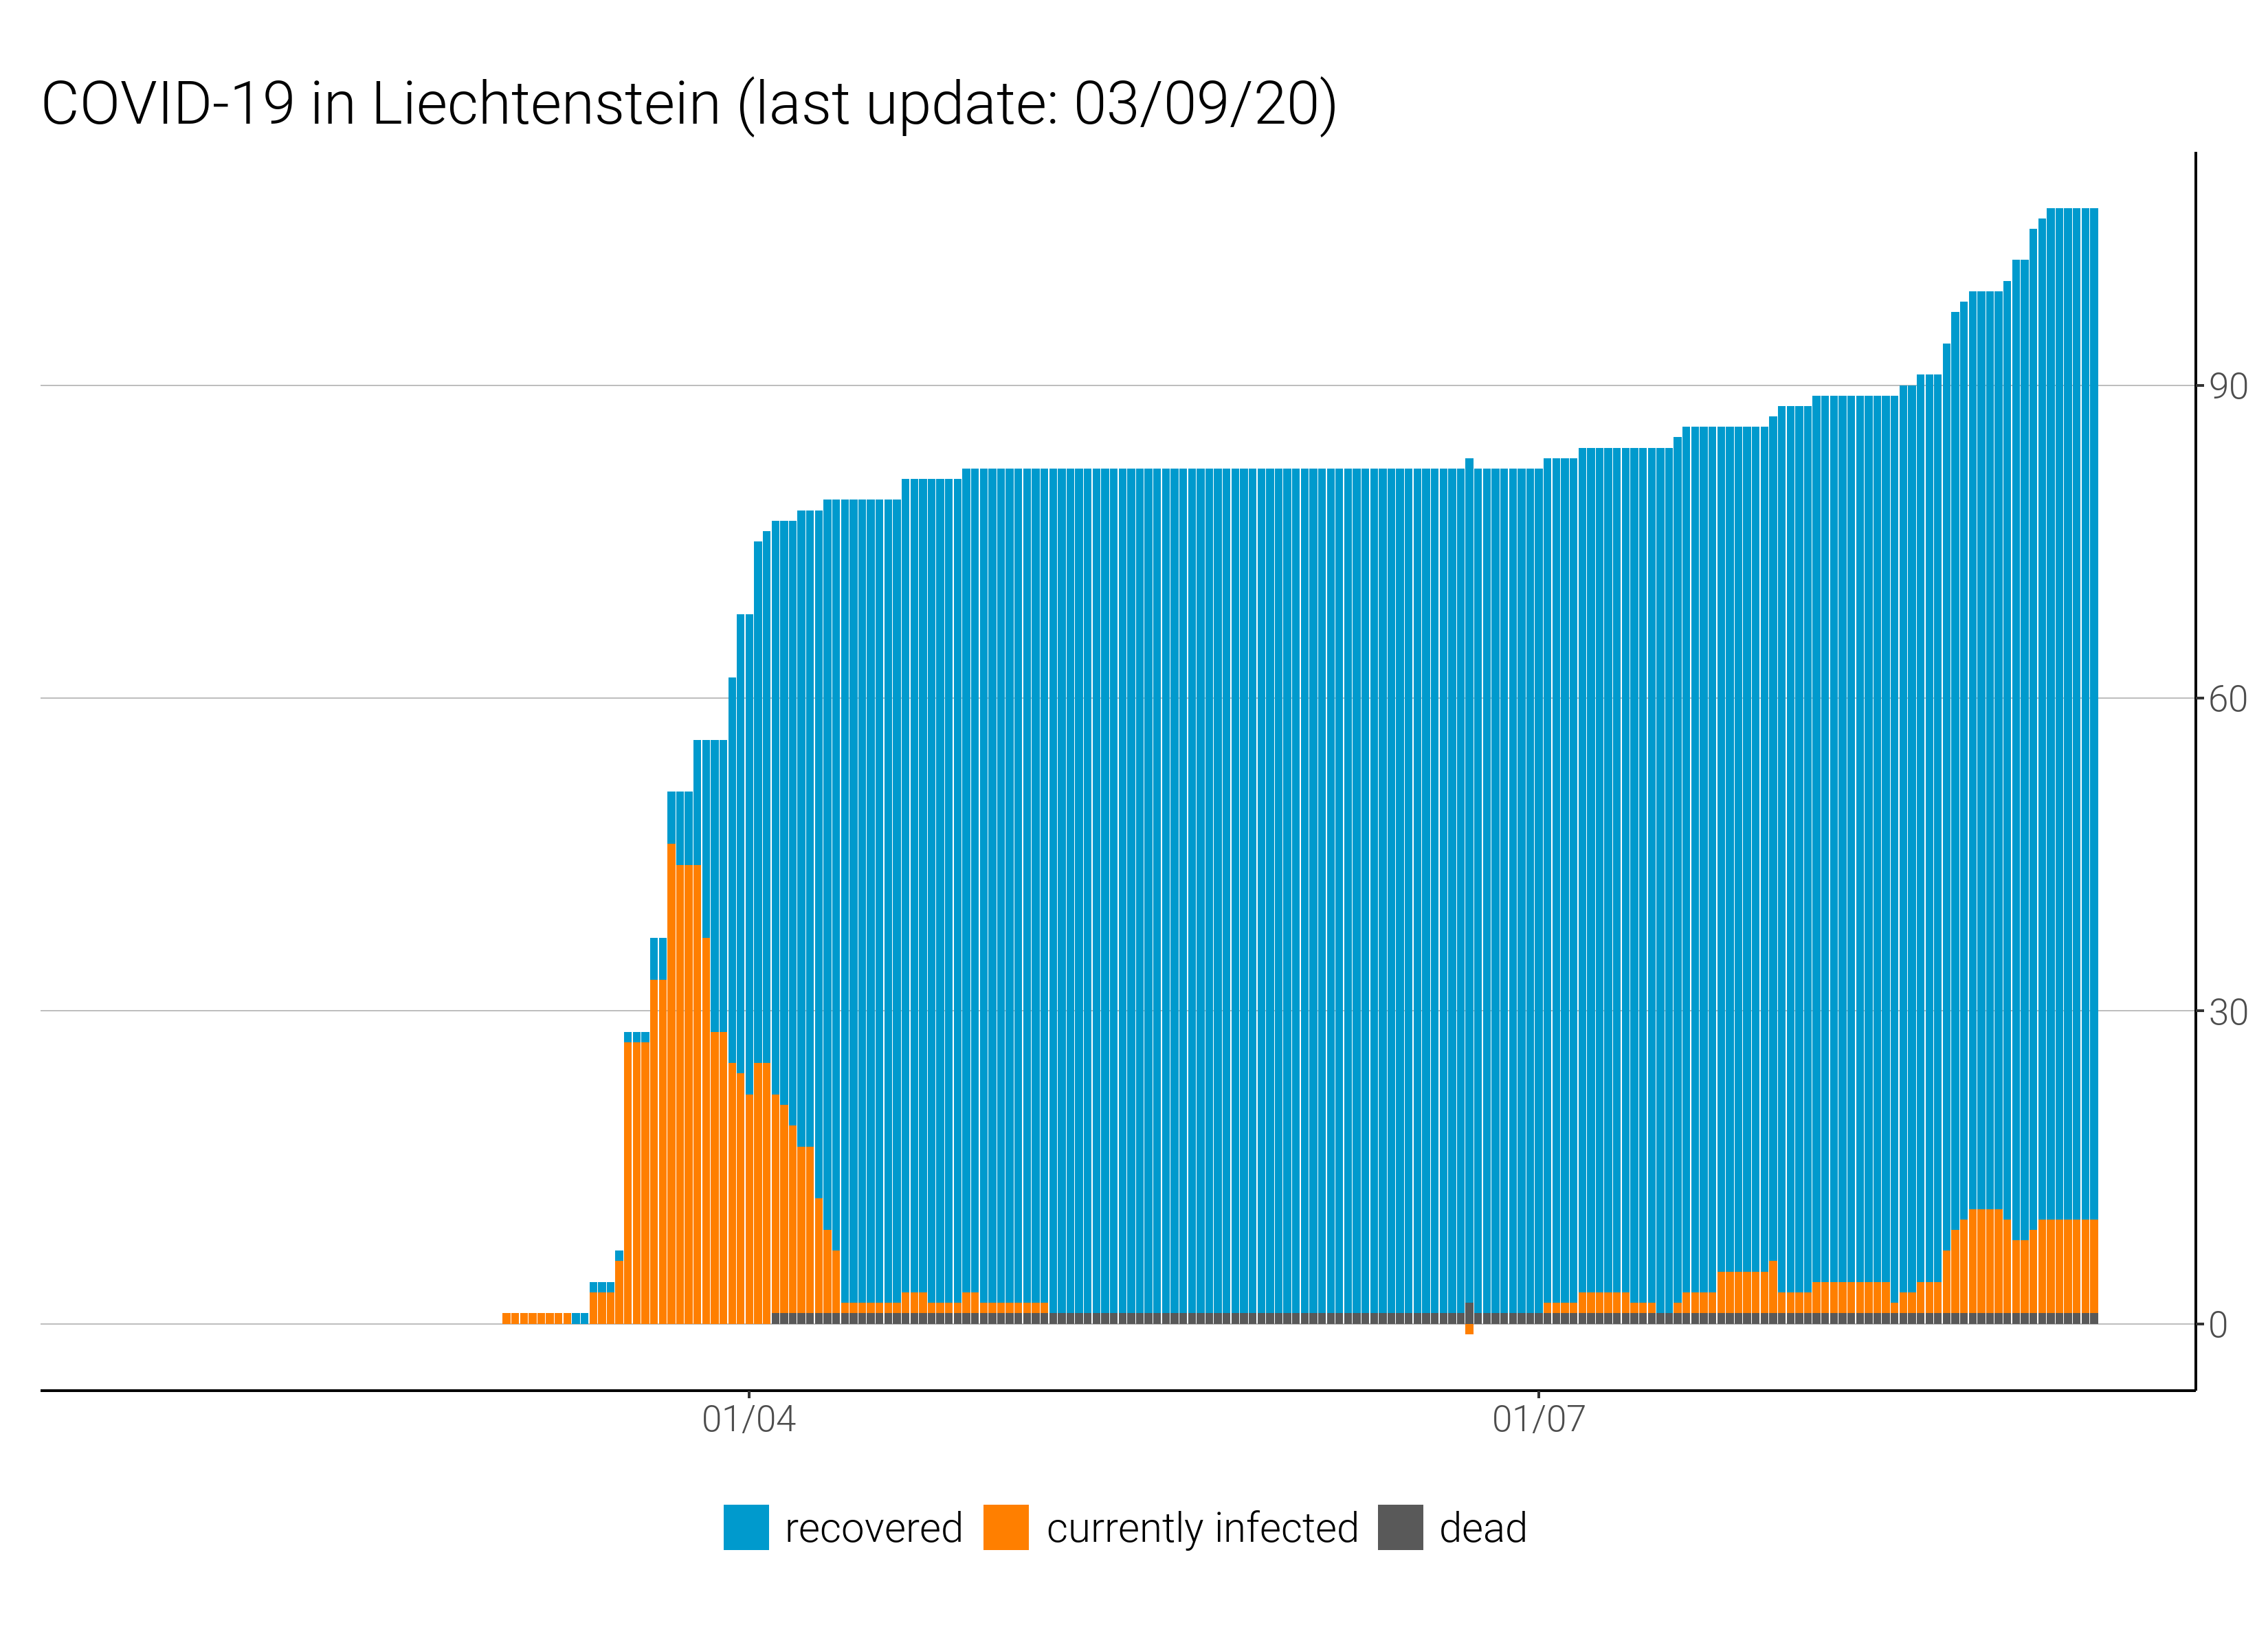 COVID-19 in Liechtenstein (last update: 03/09/20)
90
60
30
0
01/04 01/07
recovered currently infected dead